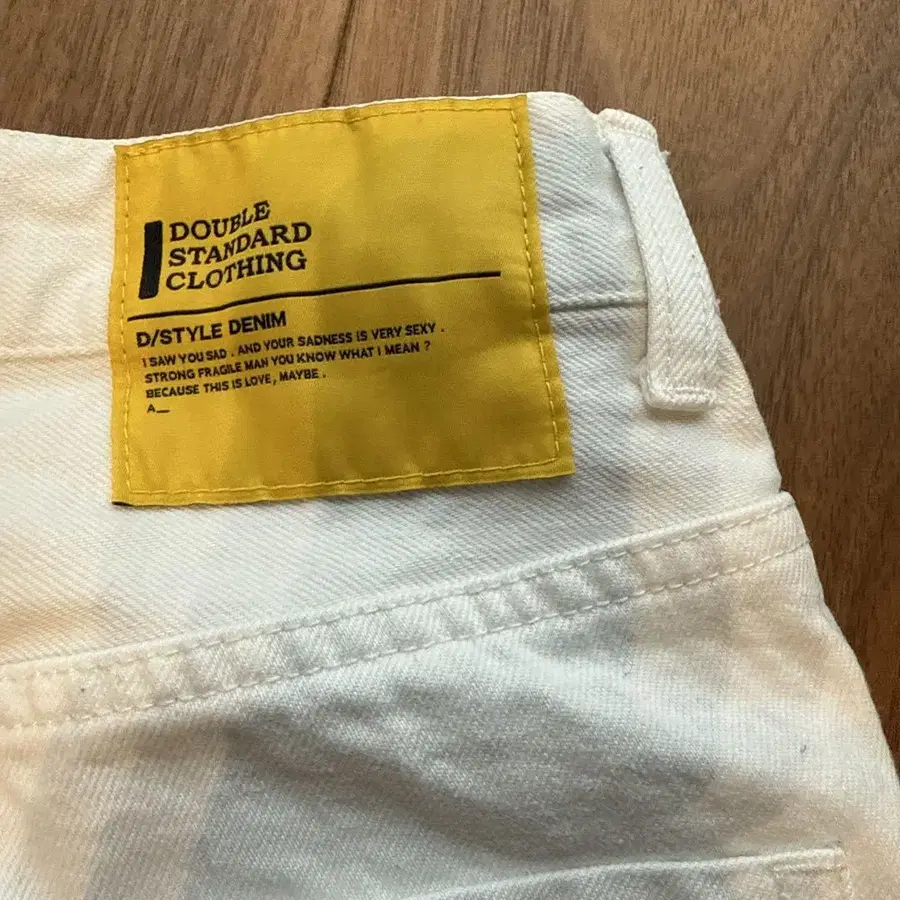 DOUBLE
STANDARD
CLOTHING
D/STYLE DENIM
I SAW YOU SAD . AND YOUR SADNESS IS VERY SEXY .
STRONG FRAGILE MAN YOU KNOW WHAT I MEAN ?
BECAUSE THIS IS LOVE, MAYBE .
A__